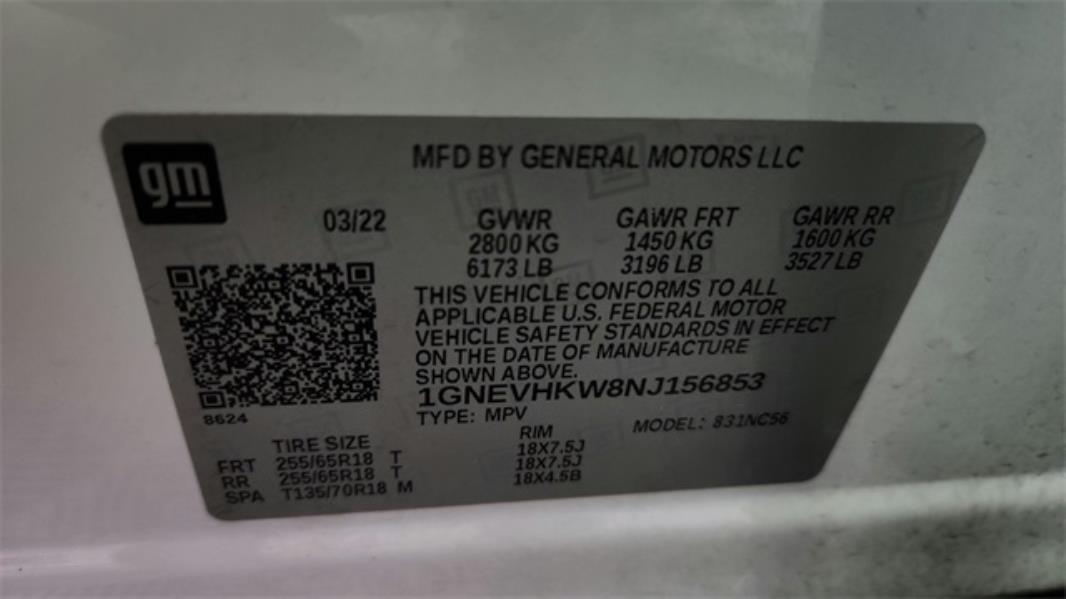 gm
MFD BY GENERAL MOTORS LLC
03/22 GVWR GAWR FRT GAWR RR
2800 KG 1450 KG 1600 KG
6173 LB 3196 LB 3527 LB
THIS VEHICLE CONFORMS TO ALL
APPLICABLE U.S. FEDERAL MOTOR
VEHICLE SAFETY STANDARDS IN EFFECT
ON THE DATE OF MANUFACTURE
SHOWN ABOVE.
1GNEVHKW8NJ156853
8624
TYPE: MPV MODEL: 831NC56
TIRE SIZE RIM
FRT 255/65R18 T 18X7.5J
RR 255/65R18 T 18X7.5J
SPA T135/70R18 M 18X4.5B